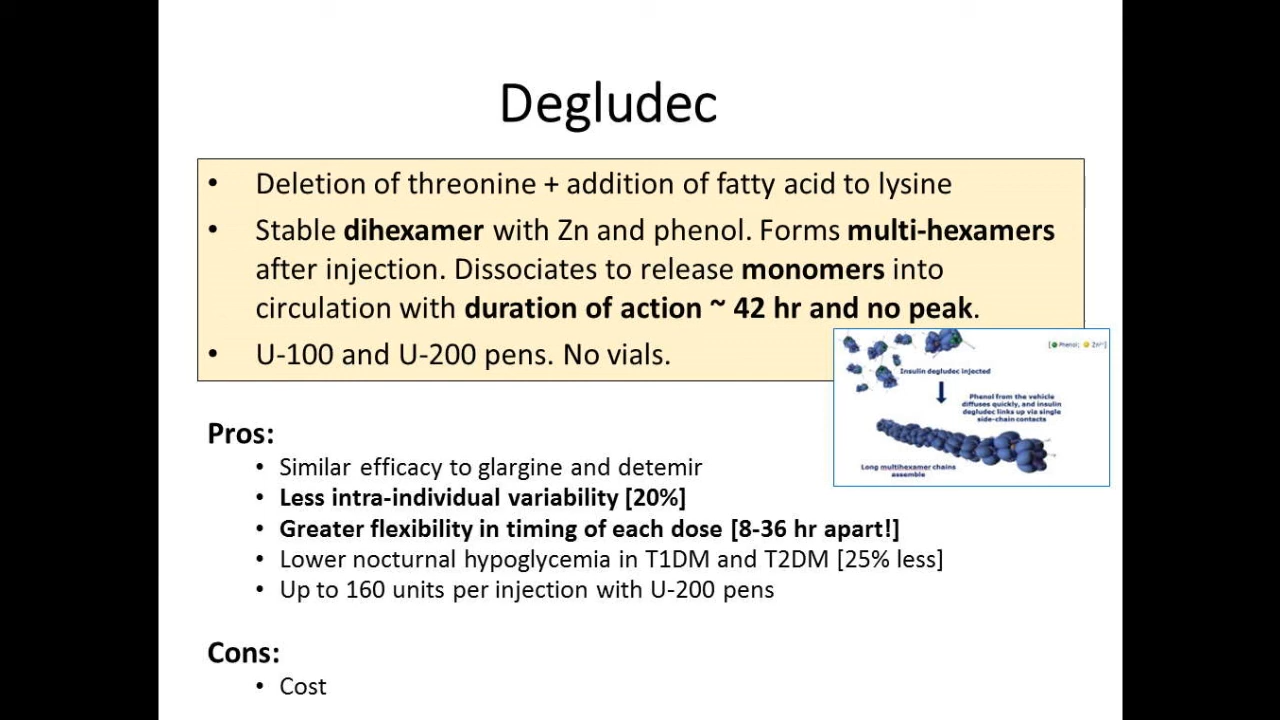 Degludec
• Deletion of threonine + addition of fatty acid to lysine
• Stable dihexamer with Zn and phenol. Forms multi-hexamers
after injection. Dissociates to release monomers into
circulation with duration of action ~ 42 hr and no peak.
• U-100 and U-200 pens. No vials.
[Phenol; Zn²⁺]
Insulin degludec injected
Phenol from the vehicle
diffuses quickly, and insulin
degludec links up via single
side-chain contacts
Long multihexamer chains
assemble
Pros:
• Similar efficacy to glargine and detemir
• Less intra-individual variability [20%]
• Greater flexibility in timing of each dose [8-36 hr apart!]
• Lower nocturnal hypoglycemia in T1DM and T2DM [25% less]
• Up to 160 units per injection with U-200 pens
Cons:
• Cost